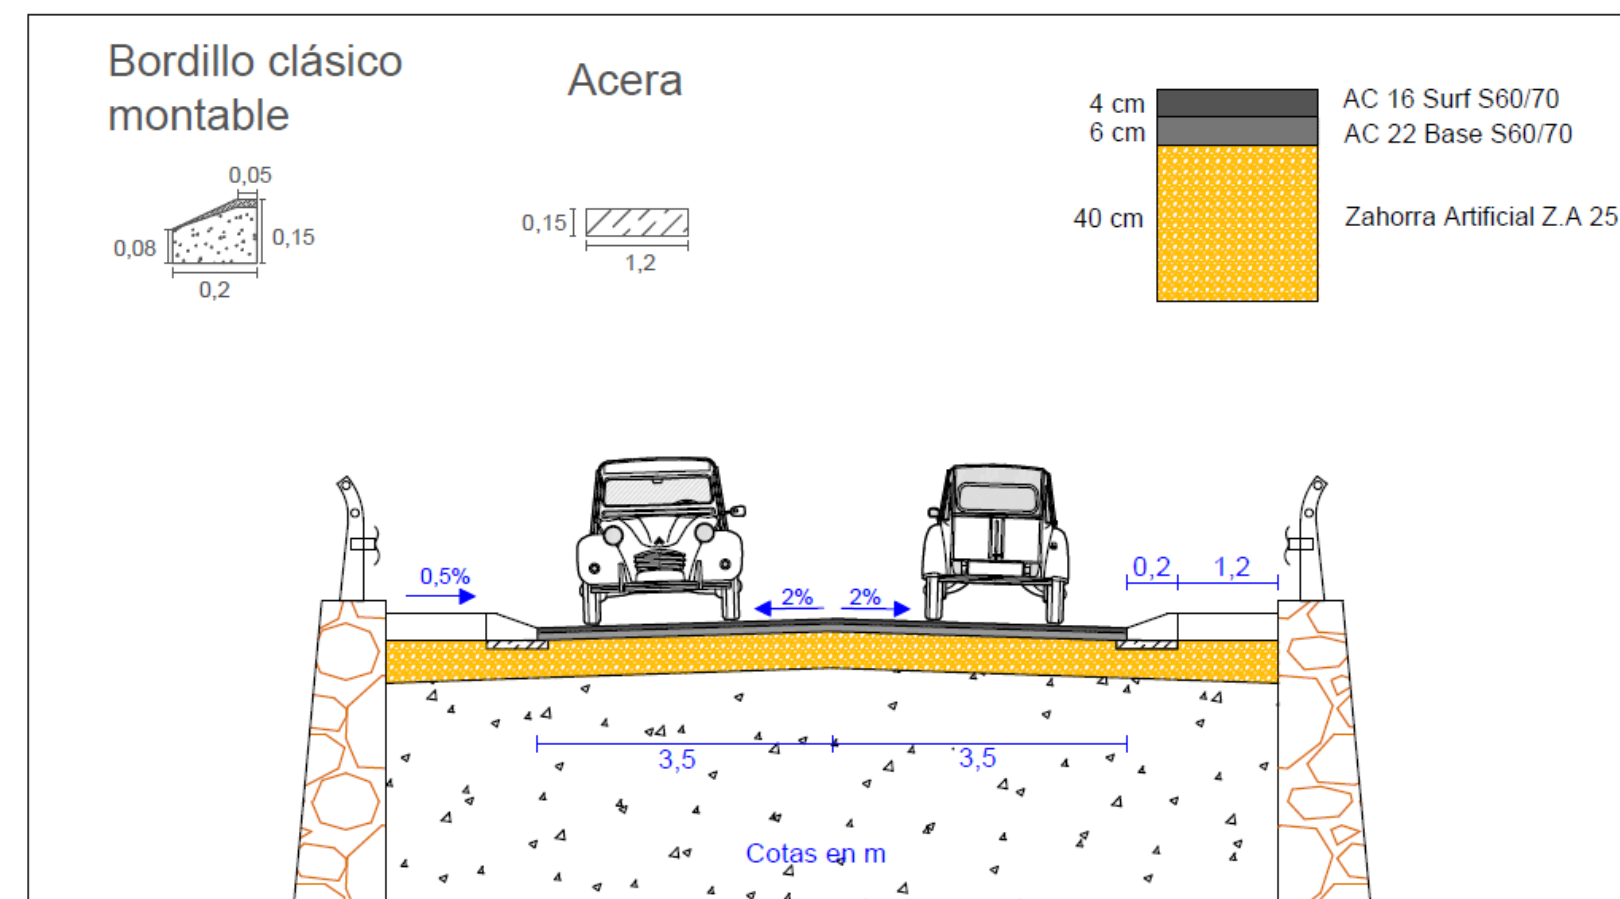 Bordillo clásico
montable
Acera
0,05
0,08
0,15
0,2
0,15
1,2
4 cm
AC 16 Surf S60/70
6 cm
AC 22 Base S60/70
40 cm
Zahorra Artificial Z.A 25
0,5%
2%
2%
0,2
1,2
3,5
3,5
Cotas en m